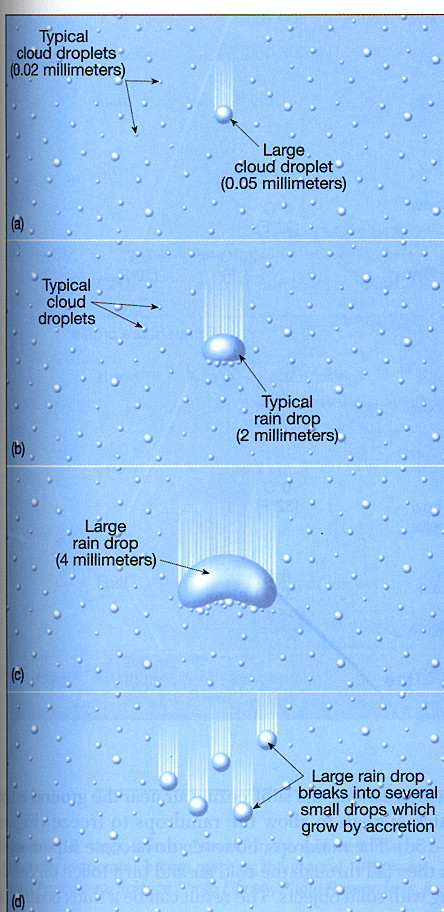 Typical
cloud droplets
(0.02 millimeters)
Large
cloud droplet
(0.05 millimeters)
(a)
Typical
cloud
droplets
Typical
rain drop
(2 millimeters)
(b)
Large
rain drop
(4 millimeters)
(c)
Large rain drop
breaks into several
small drops which
grow by accretion
(d)